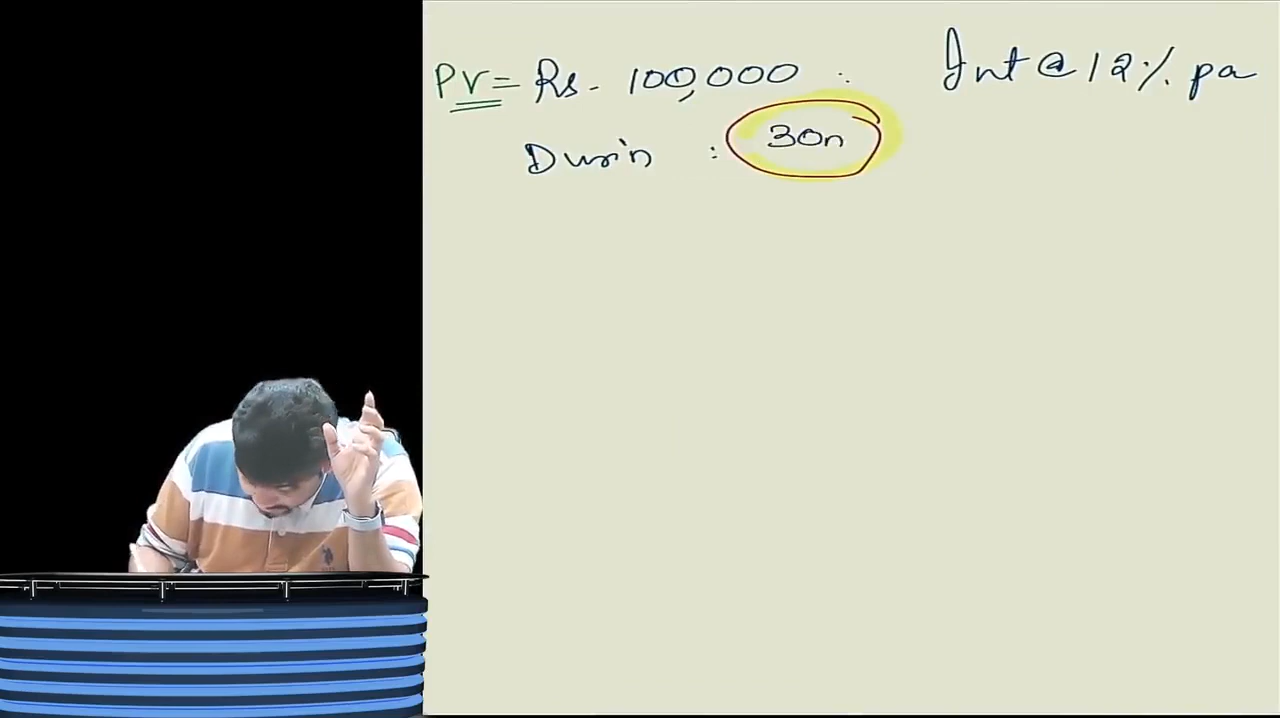 PV = Rs. 100,000 Int @ 12% pa
Durin : 30n